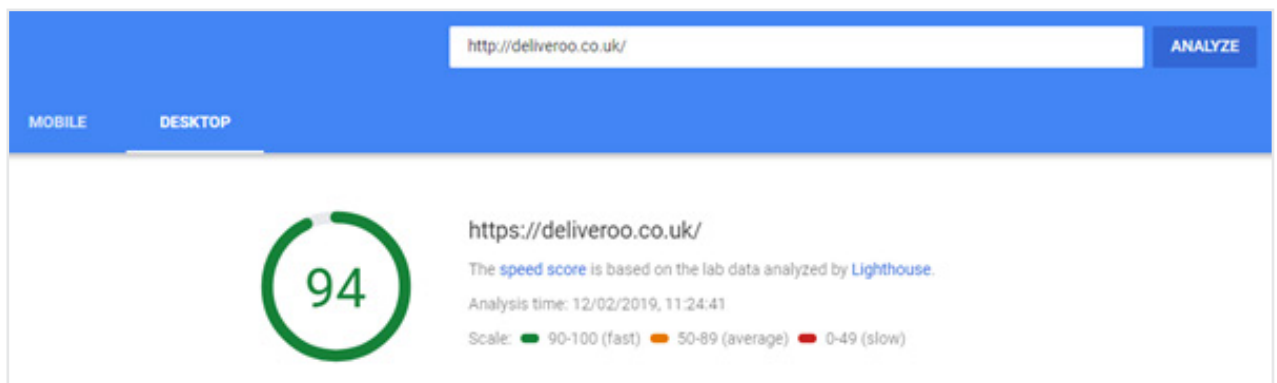 http://deliveroo.co.uk/
ANALYZE
MOBILE
DESKTOP
94
https://deliveroo.co.uk/
The speed score is based on the lab data analyzed by Lighthouse.
Analysis time: 12/02/2019, 11:24:41
Scale: 90-100 (fast) 50-89 (average) 0-49 (slow)